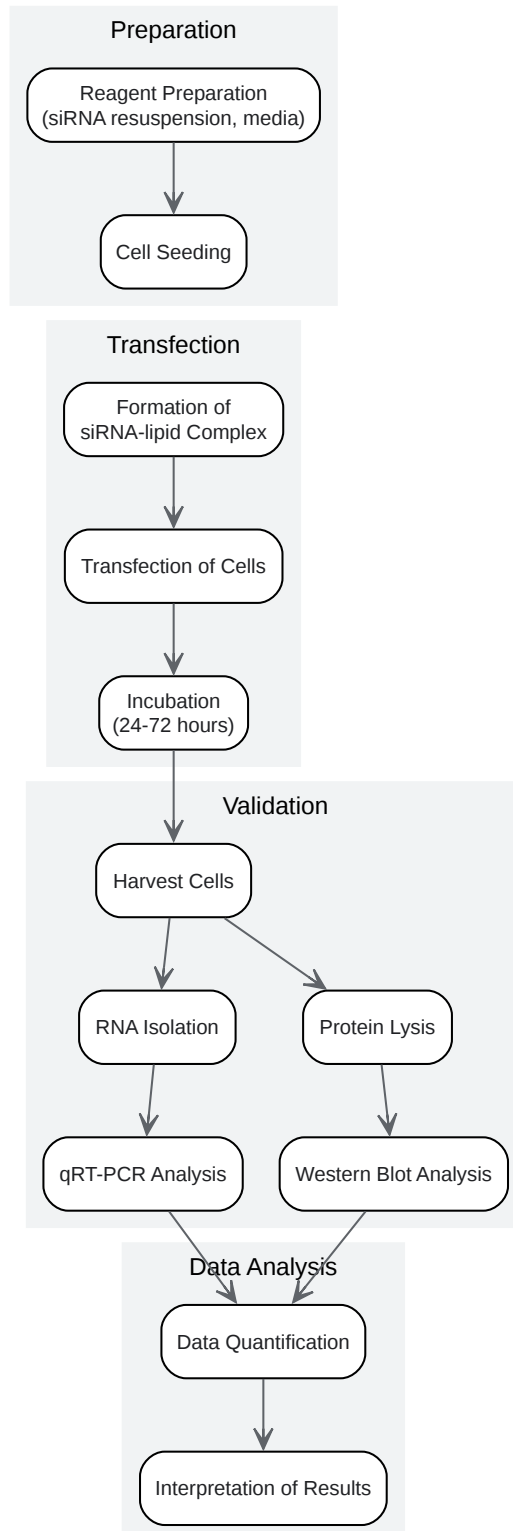 Preparation
Reagent Preparation
(siRNA resuspension, media)
Cell Seeding
Transfection
Formation of
siRNA-lipid Complex
Transfection of Cells
Incubation
(24-72 hours)
Validation
Harvest Cells
RNA Isolation
Protein Lysis
qRT-PCR Analysis
Western Blot Analysis
Data Analysis
Data Quantification
Interpretation of Results